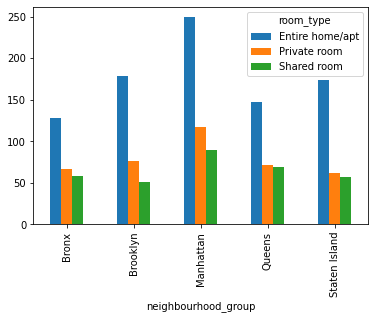 250
200
150
100
50
0
room_type
Entire home/apt
Private room
Shared room
Bronx
Brooklyn
Manhattan
Queens
Staten Island
neighbourhood_group